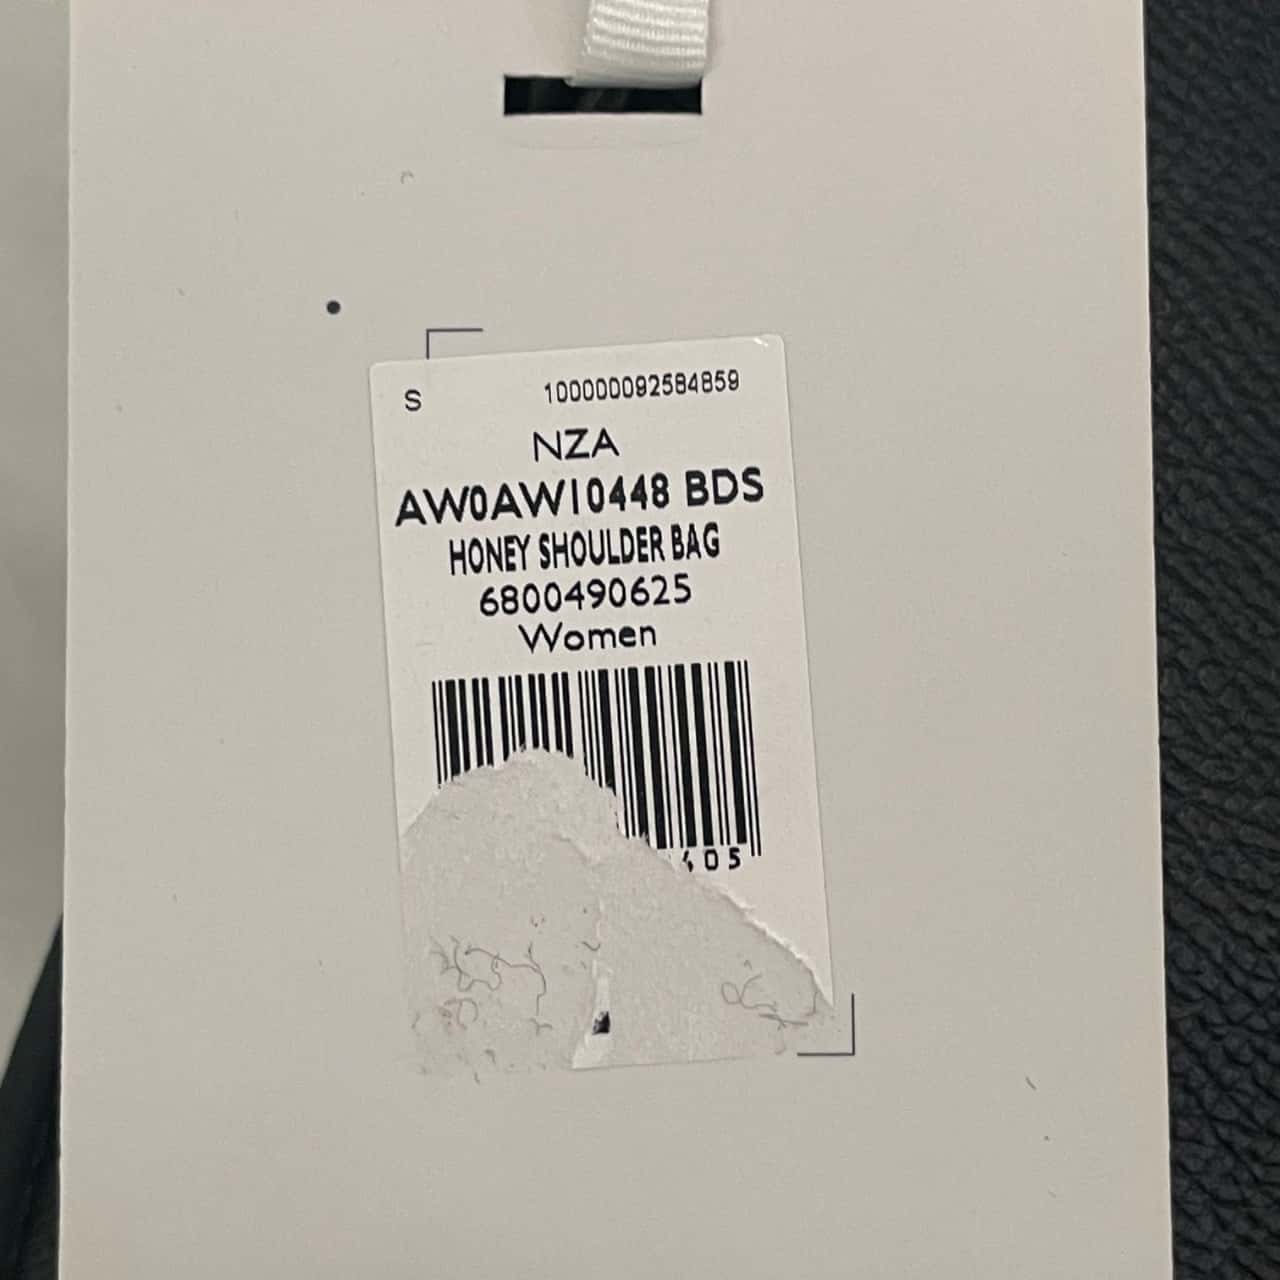 S 100000092584859
NZA
AW0AW10448 BDS
HONEY SHOULDER BAG
6800490625
Women
405